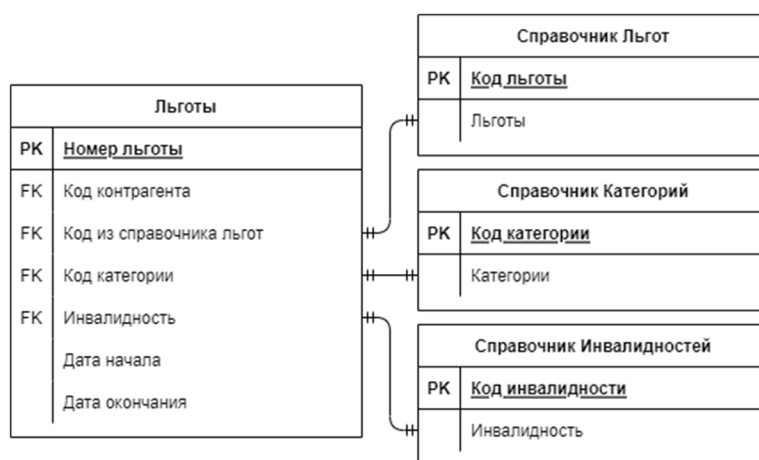 Льготы
PK Номер льготы
FK Код контрагента
FK Код из справочника льгот
FK Код категории
FK Инвалидность
Дата начала
Дата окончания
Справочник Льгот
PK Код льготы
Льготы
Справочник Категорий
PK Код категории
Категории
Справочник Инвалидностей
PK Код инвалидности
Инвалидность